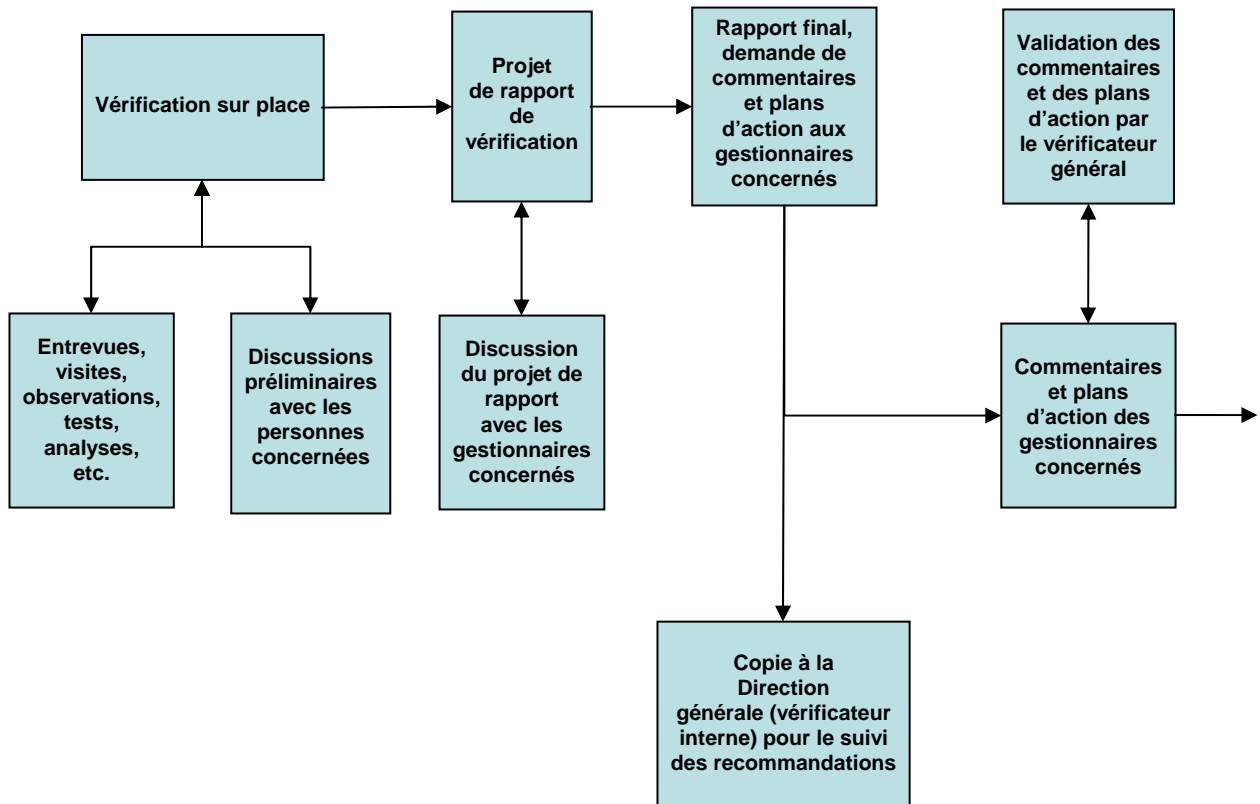 Vérification sur place
Projet
de rapport
de
vérification
Rapport final,
demande de
commentaires
et plans
d'action aux
gestionnaires
concernés
Validation des
commentaires
et des plans
d'action par
le vérificateur
général
Entrevues,
visites,
observations,
tests,
analyses,
etc.
Discussions
préliminaires
avec les
personnes
concernées
Discussion
du projet de
rapport
avec les
gestionnaires
concernés
Commentaires
et plans
d'action des
gestionnaires
concernés
Copie à la
Direction
générale (vérificateur
interne) pour le suivi
des recommandations